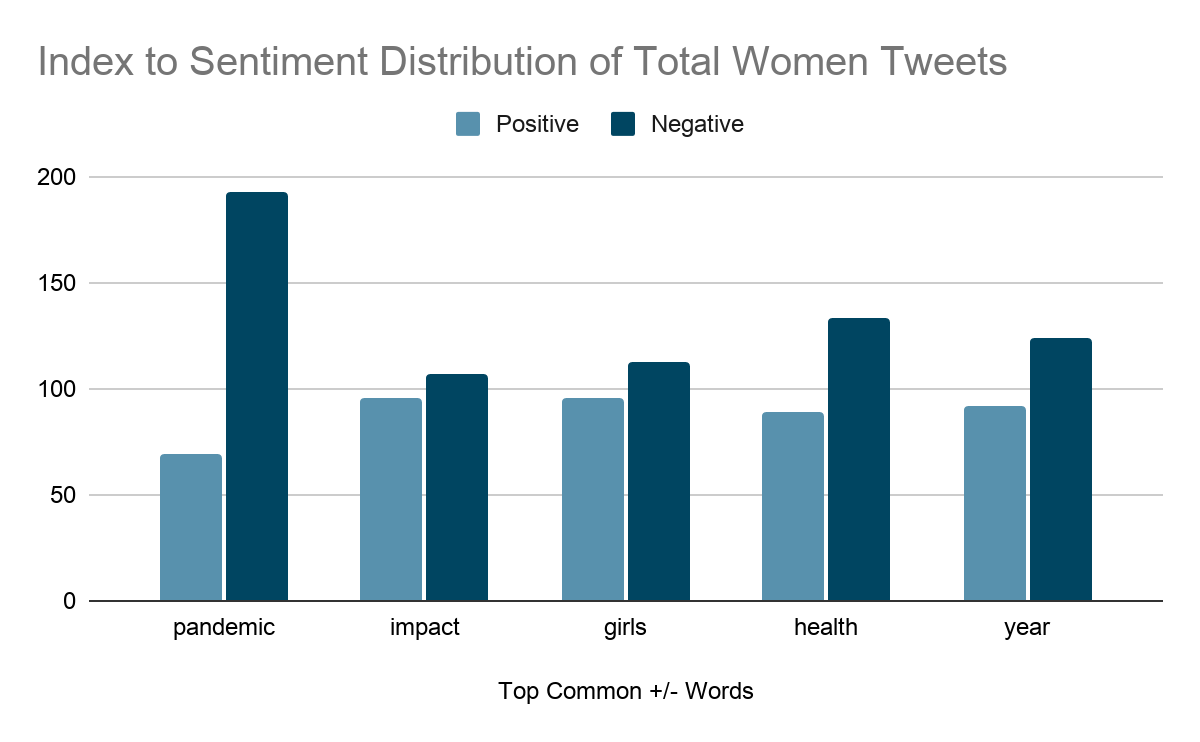 Index to Sentiment Distribution of Total Women Tweets
Positive Negative
200
150
100
50
0
pandemic impact girls health year
Top Common +/- Words